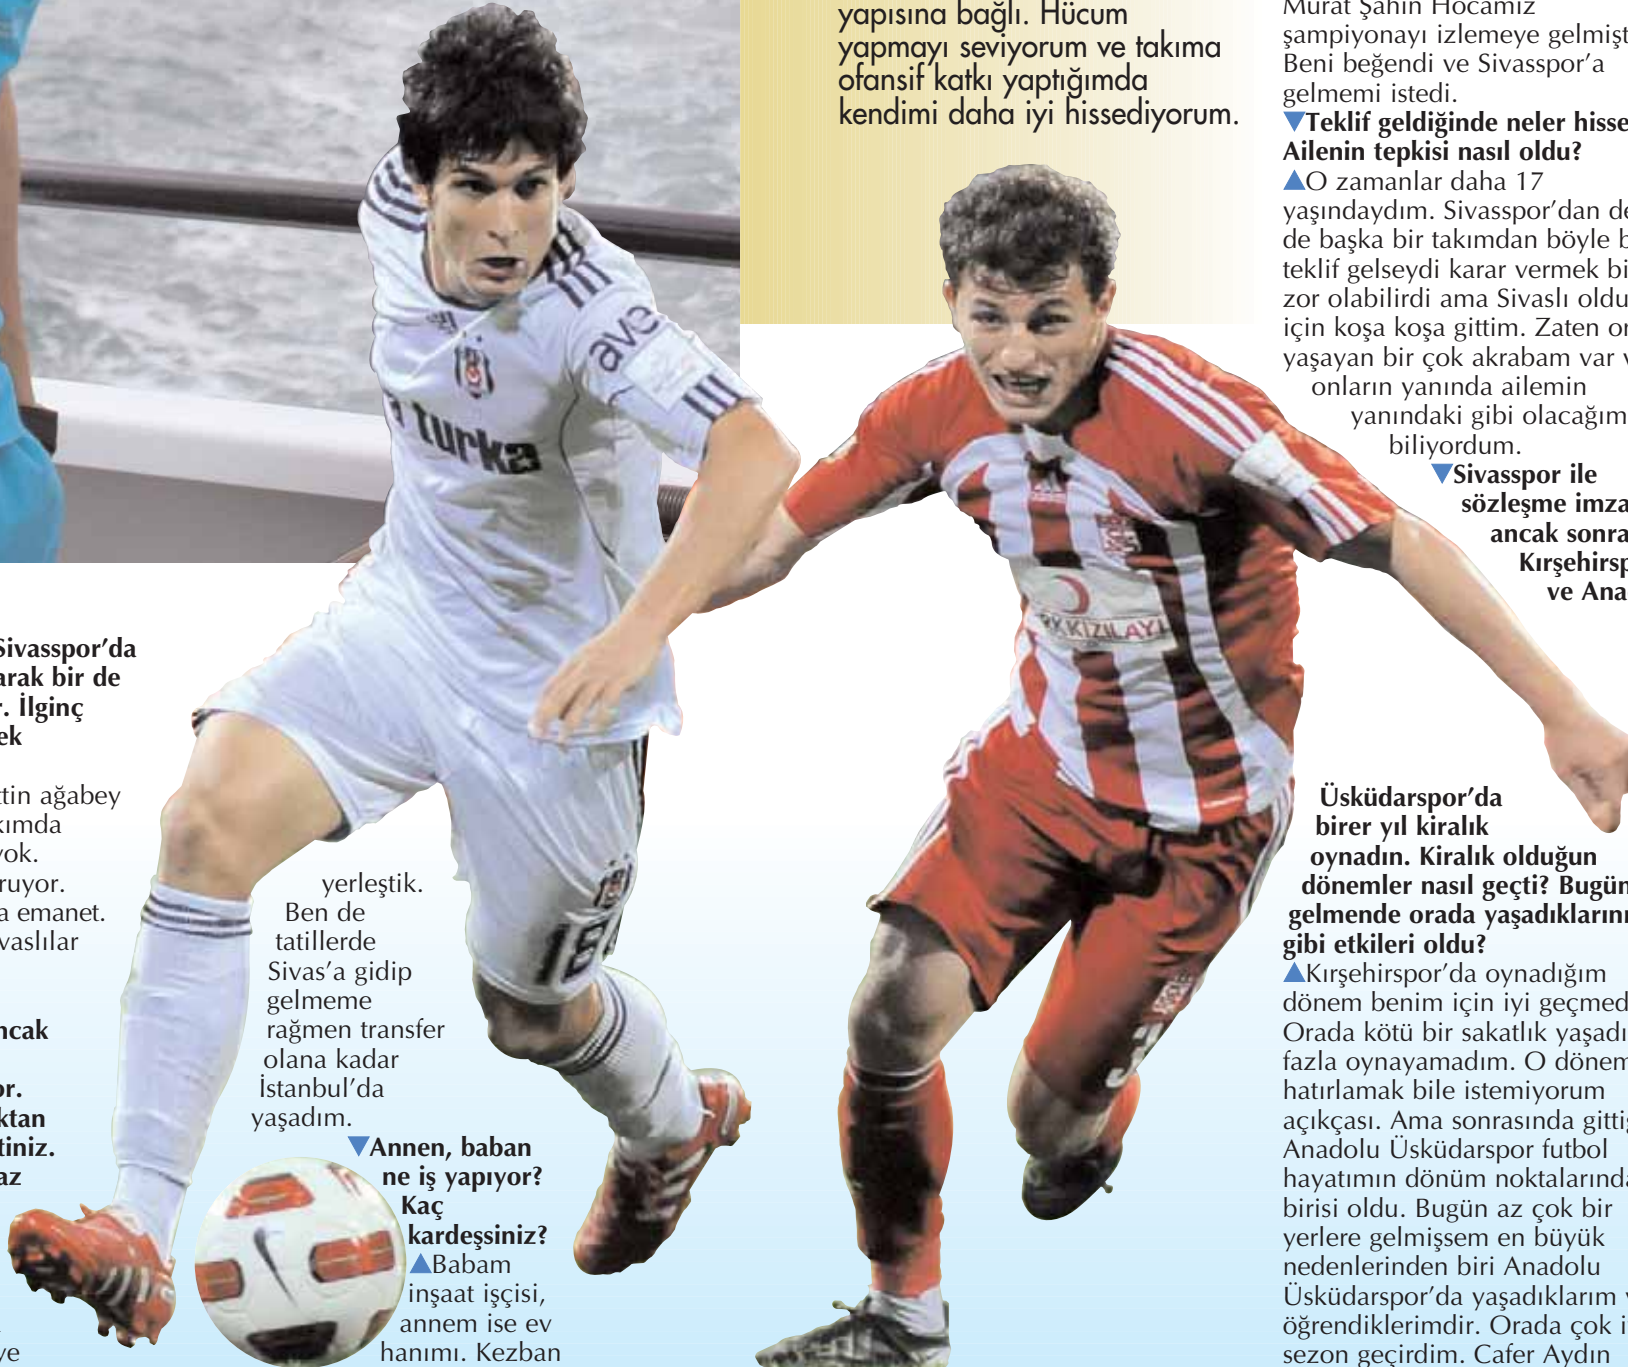 yapısına bağlı. Hücum
yapmayı seviyorum ve takıma
ofansif katkı yaptığımda
kendimi daha iyi hissediyorum.
Sivasspor’da
arak bir de
r. İlginç
ek
ttin ağabey
kımda
yok.
ruyor.
a emanet.
vaslılar
ncak
or.
ktan
tiniz.
az
ye
yerleştik.
Ben de
tatillerde
Sivas’a gidip
gelmeme
rağmen transfer
olana kadar
İstanbul’da
yaşadım.
▼Annen, baban
ne iş yapıyor?
Kaç
kardeşsiniz?
▲Babam
inşaat işçisi,
annem ise ev
hanımı. Kezban
Murat Şahin Hocamız
şampiyonayı izlemeye gelmişt
Beni beğendi ve Sivasspor’a
gelmemi istedi.
▼Teklif geldiğinde neler hisse
Ailenin tepkisi nasıl oldu?
▲O zamanlar daha 17
yaşındaydım. Sivasspor’dan de
de başka bir takımdan böyle b
teklif gelseydi karar vermek bi
zor olabilirdi ama Sivaslı oldu
için koşa koşa gittim. Zaten or
yaşayan bir çok akrabam var v
onların yanında ailemin
yanındaki gibi olacağım
biliyordum.
▼Sivasspor ile
sözleşme imza
ancak sonra
Kırşehirsp
ve Ana
Üsküdarspor’da
birer yıl kiralık
oynadın. Kiralık olduğun
dönemler nasıl geçti? Bugün
gelmende orada yaşadıklarını
gibi etkileri oldu?
▲Kırşehirspor’da oynadığım
dönem benim için iyi geçmed
Orada kötü bir sakatlık yaşadı
fazla oynayamadım. O dönem
hatırlamak bile istemiyorum
açıkçası. Ama sonrasında gittiğ
Anadolu Üsküdarspor futbol
hayatımın dönüm noktalarında
birisi oldu. Bugün az çok bir
yerlere gelmişsem en büyük
nedenlerinden biri Anadolu
Üsküdarspor’da yaşadıklarım v
öğrendiklerimdir. Orada çok i
sezon geçirdim. Cafer Aydın
ave
a turka
KIZILAYI
18
3